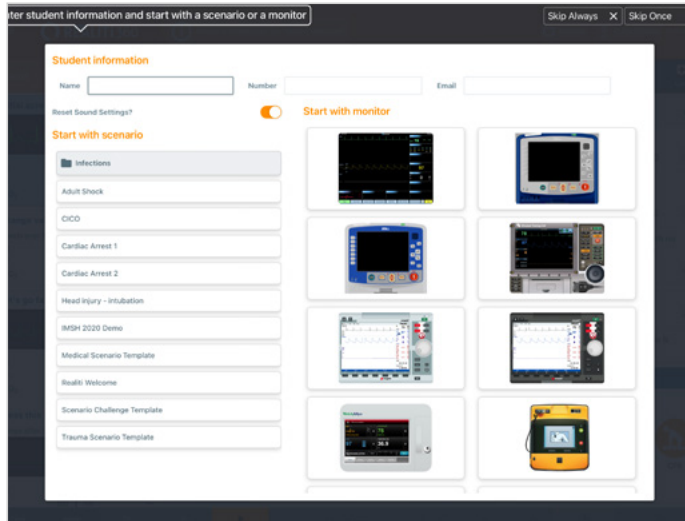 ter student information and start with a scenario or a monitor
Skip Always X Skip Once
Student information
Name
Number
Email
Reset Sound Settings?
Start with monitor
Start with scenario
Infections
Adult Shock
CICO
Cardiac Arrest 1
Cardiac Arrest 2
Head injury - intubation
IMSH 2020 Demo
Medical Scenario Template
Realiti Welcome
Scenario Challenge Template
Trauma Scenario Template